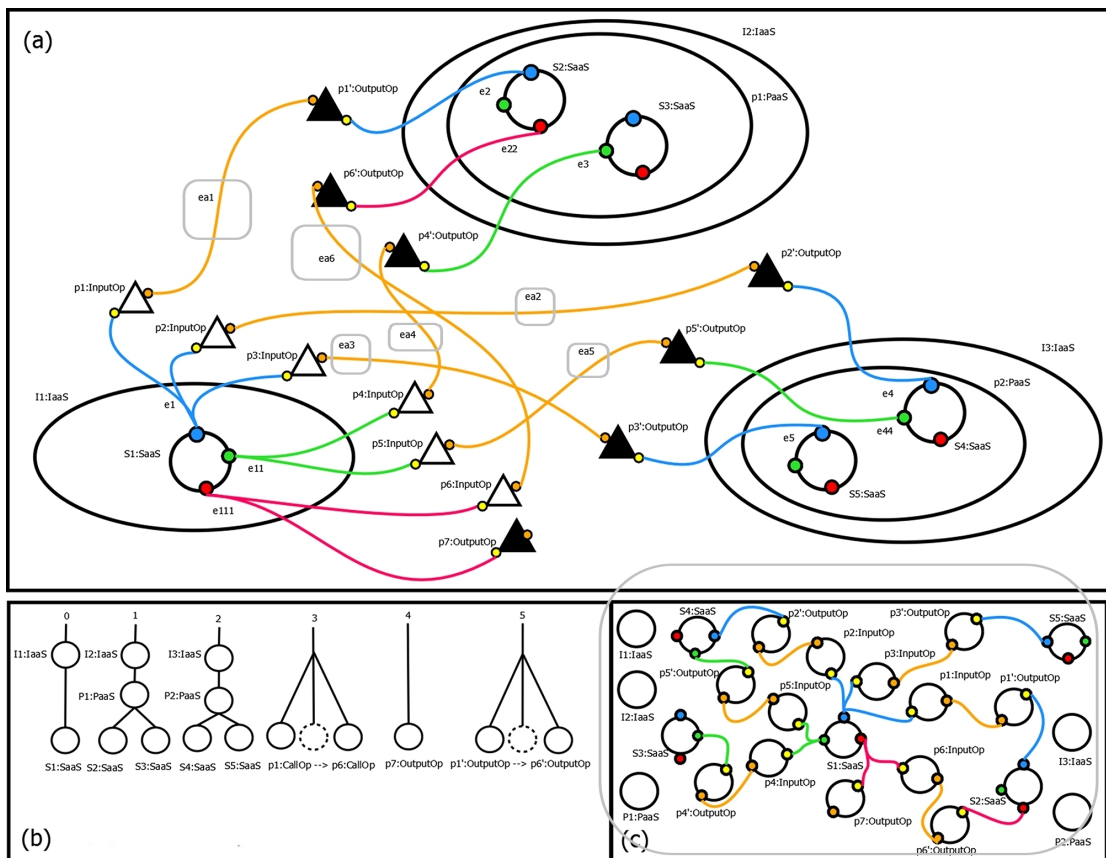 (a)
I2:IaaS
S2:SaaS
p1':OutputOp
e2
p1:PaaS
S3:SaaS
e22
e3
p6':OutputOp
ea1
p4':OutputOp
ea6
p2':OutputOp
p1:InputOp
ea2
p2:InputOp
ea4
p5':OutputOp
ea3
ea5
I3:IaaS
p3:InputOp
p2:PaaS
I1:IaaS
p4:InputOp
e4
e1
p3':OutputOp
e44
e5
p5:InputOp
S4:SaaS
S1:SaaS
e11
p6:InputOp
S5:SaaS
e111
p7:OutputOp
0 1 2 3 4 5
I1:IaaS I2:IaaS I3:IaaS
P1:PaaS P2:PaaS
S1:SaaS S2:SaaS S3:SaaS S4:SaaS S5:SaaS p1:CallOp --> p6:CallOp p7:OutputOp p1':OutputOp --> p6':OutputOp
(b)
S4:SaaS p2':OutputOp p3':OutputOp S5:SaaS
p2:InputOp
I1:IaaS p3:InputOp
p5':OutputOp p5:InputOp p1:InputOp p1':OutputOp
I2:IaaS
S3:SaaS p6:InputOp
S1:SaaS I3:IaaS
p4:InputOp
S2:SaaS
P1:PaaS p4':OutputOp p7:OutputOp
(c) p6':OutputOp P2:PaaS